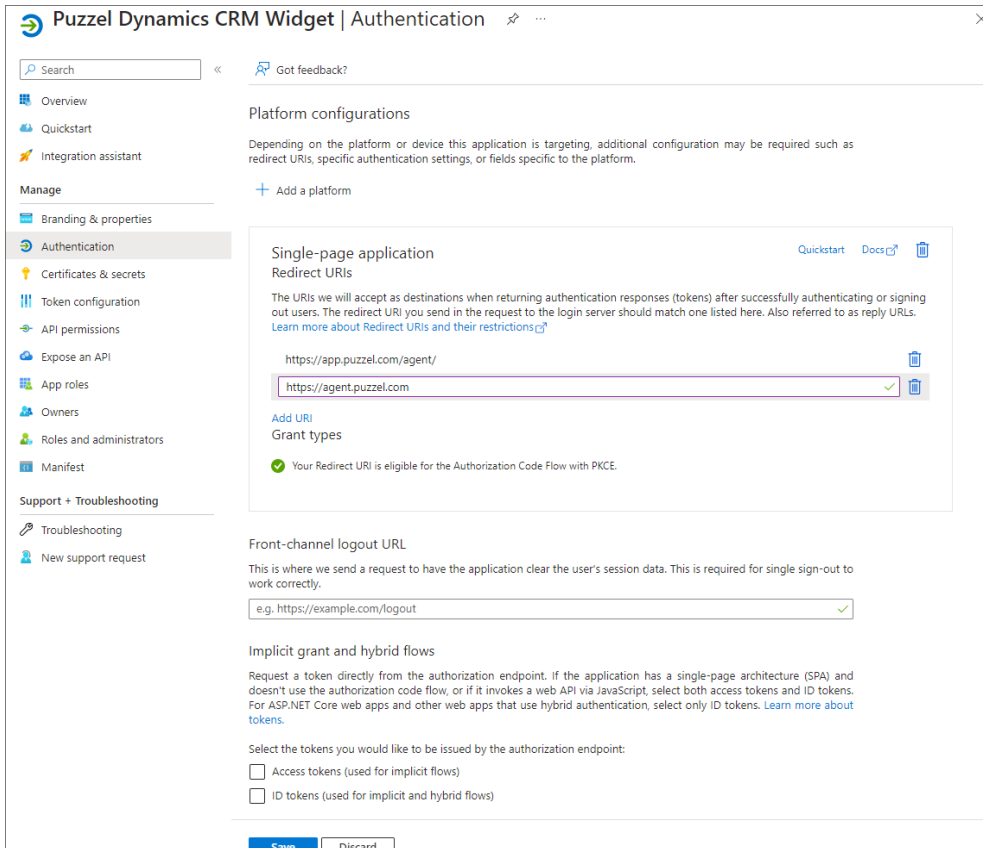 Puzzel Dynamics CRM Widget | Authentication
Search
Got feedback?
Overview
Quickstart
Integration assistant
Manage
Branding & properties
Authentication
Certificates & secrets
Token configuration
API permissions
Expose an API
App roles
Owners
Roles and administrators
Manifest
Support + Troubleshooting
Troubleshooting
New support request
Platform configurations
Depending on the platform or device this application is targeting, additional configuration may be required such as
redirect URIs, specific authentication settings, or fields specific to the platform.
Add a platform
Single-page application
Quickstart Docs
Redirect URIs
The URIs we will accept as destinations when returning authentication responses (tokens) after successfully authenticating or signing
out users. The redirect URI you send in the request to the login server should match one listed here. Also referred to as reply URLs.
Learn more about Redirect URIs and their restrictions
https://app.puzzel.com/agent/
https://agent.puzzel.com
Add URI
Grant types
Your Redirect URI is eligible for the Authorization Code Flow with PKCE.
Front-channel logout URL
This is where we send a request to have the application clear the user's session data. This is required for single sign-out to
work correctly.
e.g. https://example.com/logout
Implicit grant and hybrid flows
Request a token directly from the authorization endpoint. If the application has a single-page architecture (SPA) and
doesn't use the authorization code flow, or if it invokes a web API via JavaScript, select both access tokens and ID tokens.
For ASP.NET Core web apps and other web apps that use hybrid authentication, select only ID tokens. Learn more about
tokens.
Select the tokens you would like to be issued by the authorization endpoint:
Access tokens (used for implicit flows)
ID tokens (used for implicit and hybrid flows)
Save Discard